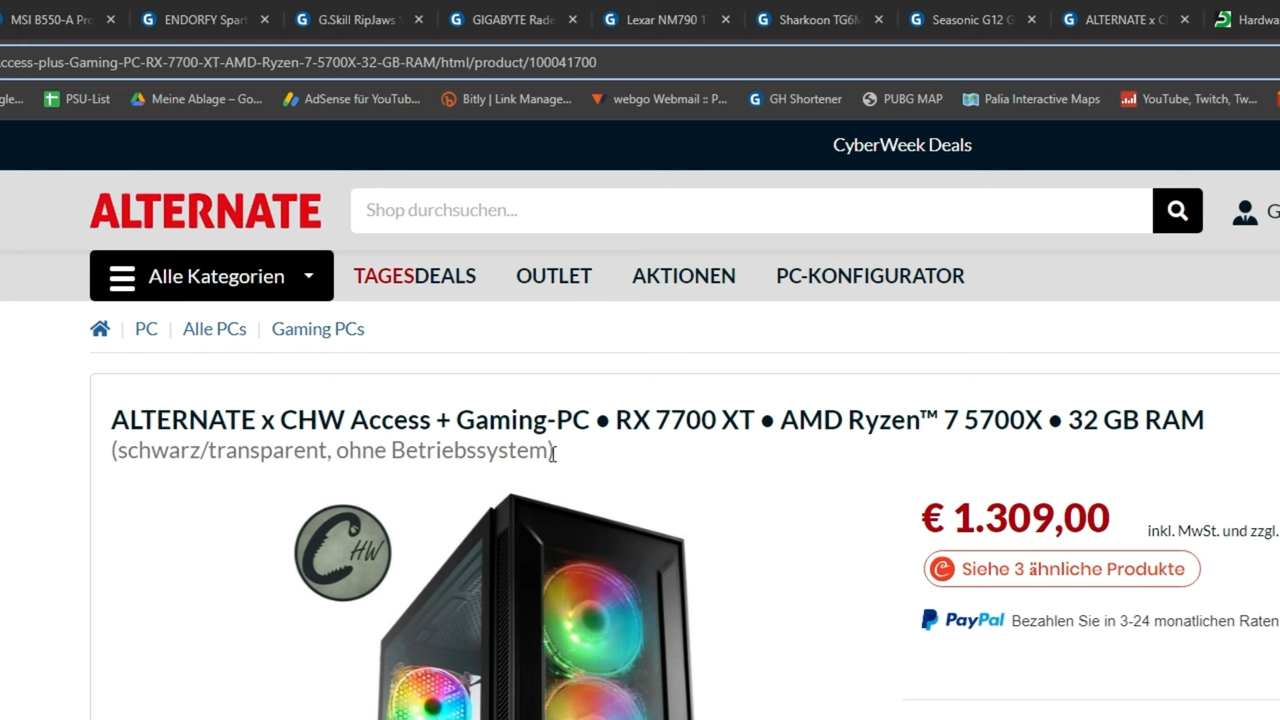 MSI B550-A Pro
ENDORFY Spar
G.Skill RipJaws
GIGABYTE Rade
Lexar NM790 1
Sharkoon TG6M
Seasonic G12 G
ALTERNATE x C
Hardwa
ccess-plus-Gaming-PC-RX-7700-XT-AMD-Ryzen-7-5700X-32-GB-RAM/html/product/100041700
gle...
PSU-List
Meine Ablage – Go...
AdSense für YouTub...
Bitly | Link Manage...
webgo Webmail :: P...
GH Shortener
PUBG MAP
Palia Interactive Maps
YouTube, Twitch, Tw...
CyberWeek Deals
ALTERNATE
Shop durchsuchen...
G
Alle Kategorien
TAGESDEALS
OUTLET
AKTIONEN
PC-KONFIGURATOR
PC
Alle PCs
Gaming PCs
ALTERNATE x CHW Access + Gaming-PC ● RX 7700 XT ● AMD Ryzen™ 7 5700X ● 32 GB RAM
(schwarz/transparent, ohne Betriebssystem)
CHW
€ 1.309,00
inkl. MwSt. und zzgl.
Siehe 3 ähnliche Produkte
PayPal Bezahlen Sie in 3-24 monatlichen Raten